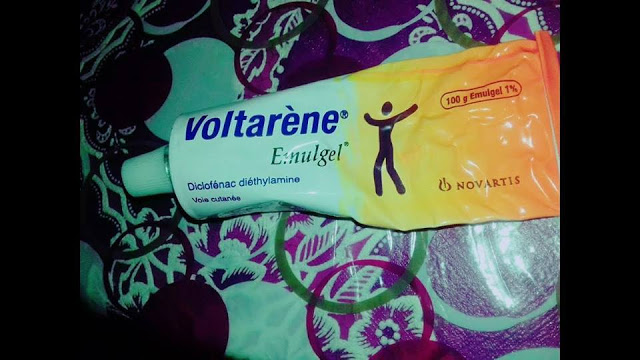 Voltarène®
Emulgel®
Diclofénac diéthylamine
Voie cutanée
100 g Emulgel 1%
NOVARTIS